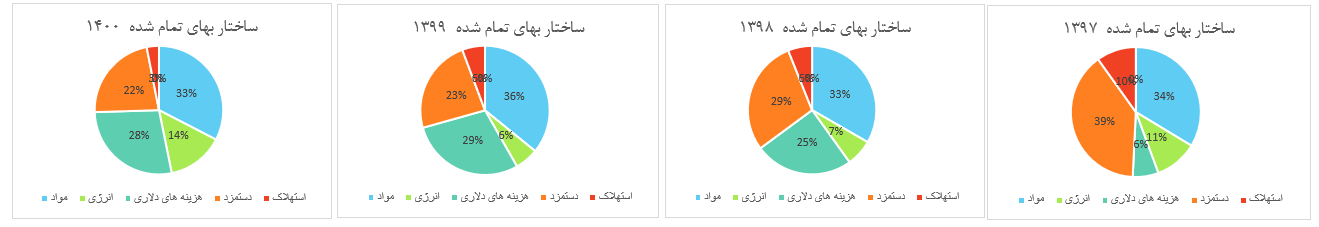 ساختار بهای تمام شده ۱۴۰۰
33%
14%
28%
22%
3%
0%
مواد
انرژی
هزینه های دلاری
دستمزد
استهلاک
ساختار بهای تمام شده ۱۳۹۹
36%
6%
29%
23%
6%
0%
مواد
انرژی
هزینه های دلاری
دستمزد
استهلاک
ساختار بهای تمام شده ۱۳۹۸
33%
7%
25%
29%
6%
0%
مواد
انرژی
هزینه های دلاری
دستمزد
استهلاک
ساختار بهای تمام شده ۱۳۹۷
34%
11%
6%
39%
10%
0%
مواد
انرژی
هزینه های دلاری
دستمزد
استهلاک